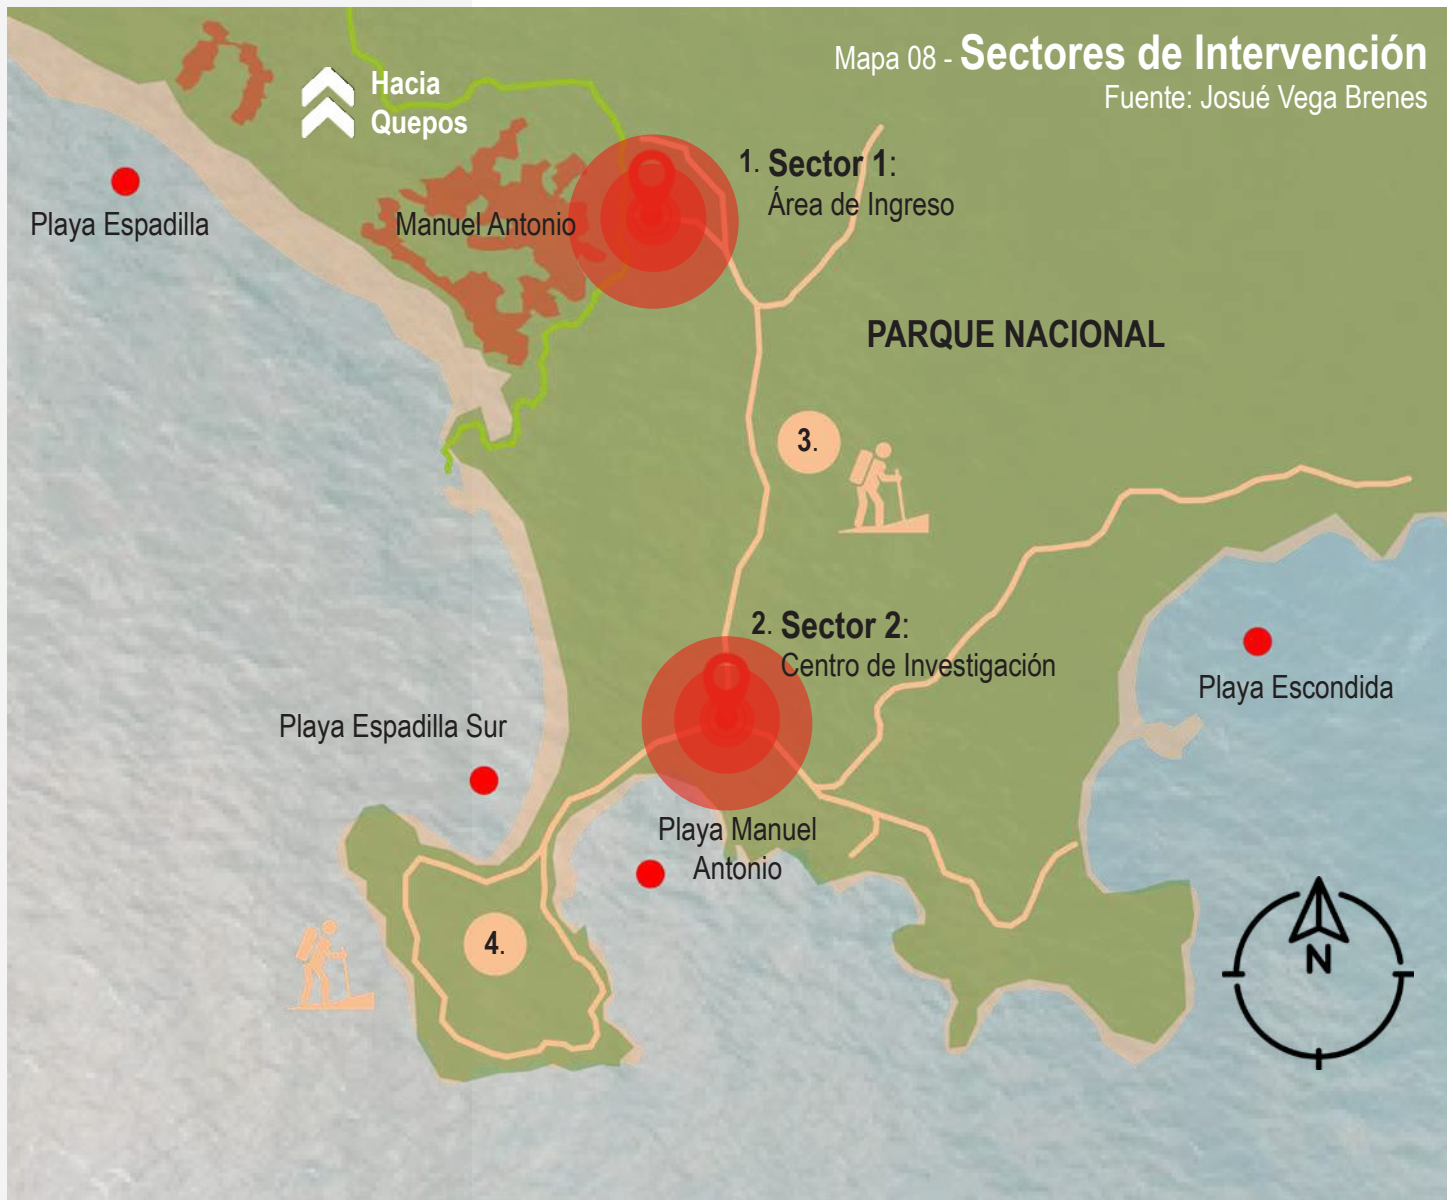 Mapa 08 - Sectores de Intervención
Fuente: Josué Vega Brenes
Hacia
Quepos
1. Sector 1:
Área de Ingreso
Playa Espadilla
Manuel Antonio
PARQUE NACIONAL
3.
2. Sector 2:
Centro de Investigación
Playa Escondida
Playa Espadilla Sur
Playa Manuel
Antonio
4.
N